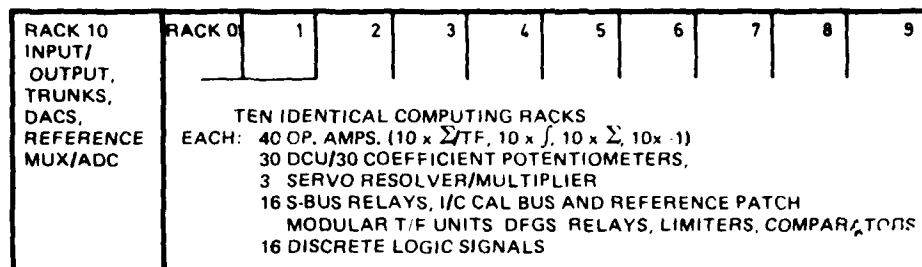 RACK 10 INPUT/ OUTPUT, TRUNKS, DACS, REFERENCE MUX/ADC
RACK 0 1 2 3 4 5 6 7 8 9
TEN IDENTICAL COMPUTING RACKS
EACH: 40 OP. AMPS. (10 x Σ/TF, 10 x ∫, 10 x Σ, 10x -1)
30 DCU/30 COEFFICIENT POTENTIOMETERS,
3 SERVO RESOLVER/MULTIPLIER
16 S-BUS RELAYS, I/C CAL BUS AND REFERENCE PATCH
MODULAR T/F UNITS DFGS RELAYS, LIMITERS, COMPARATORS
16 DISCRETE LOGIC SIGNALS